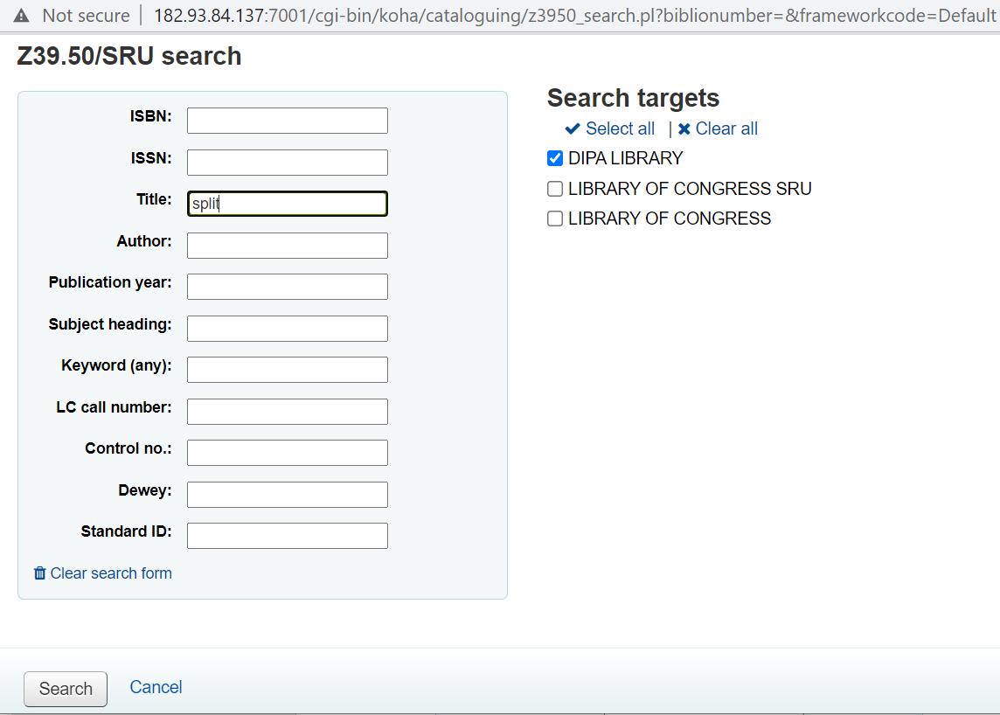 Not secure | 182.93.84.137:7001/cgi-bin/koha/cataloguing/z3950_search.pl?biblionumber=&frameworkcode=Default
Z39.50/SRU search
ISBN:
ISSN:
Title: split
Author:
Publication year:
Subject heading:
Keyword (any):
LC call number:
Control no.:
Dewey:
Standard ID:
Clear search form
Search targets
Select all | Clear all
DIPA LIBRARY
LIBRARY OF CONGRESS SRU
LIBRARY OF CONGRESS
Search Cancel